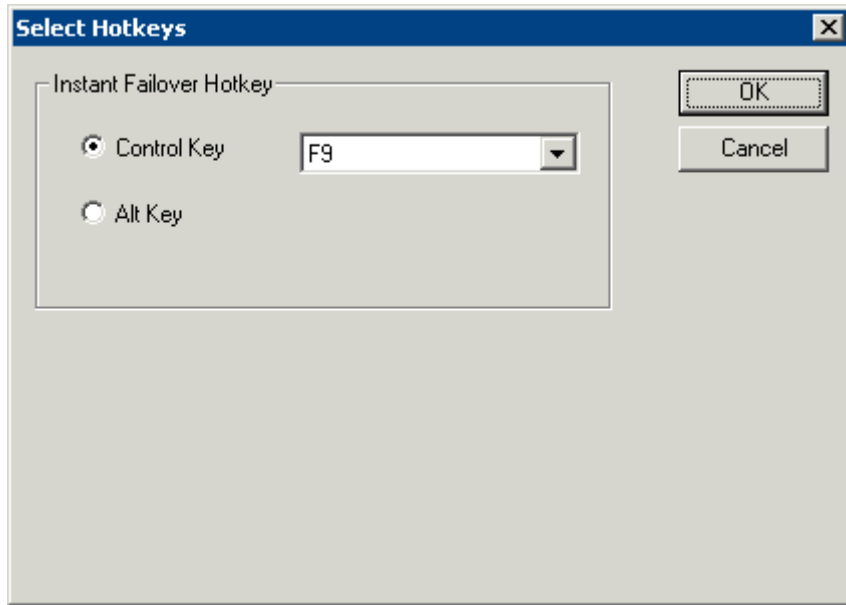 Select Hotkeys
Instant Failover Hotkey
OK
Control Key F9
Cancel
Alt Key